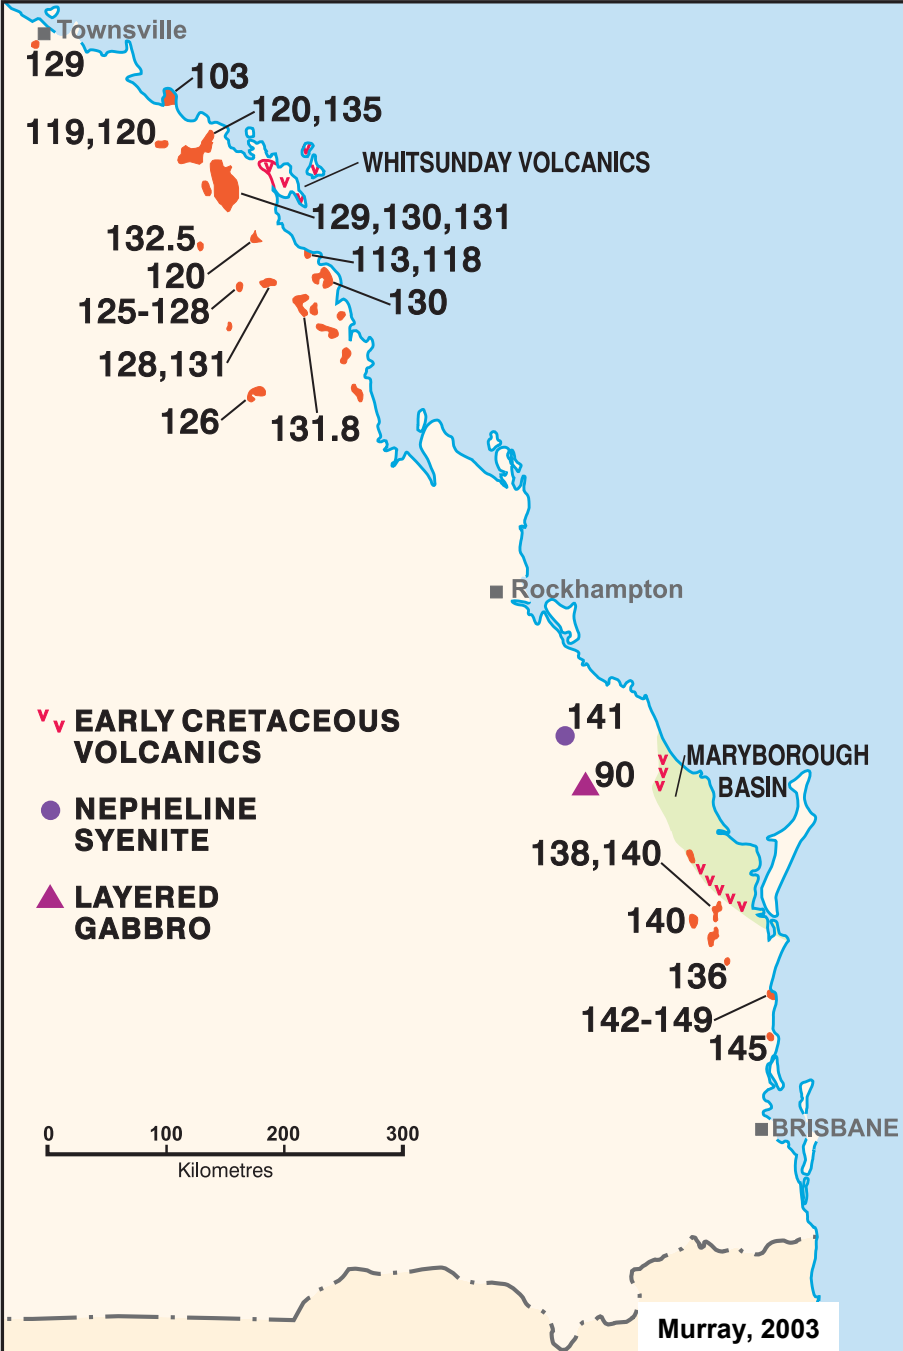 Townsville
129
103
120,135
119,120
WHITSUNDAY VOLCANICS
129,130,131
132.5
113,118
120
130
125-128
128,131
126
131.8
Rockhampton
141
EARLY CRETACEOUS
VOLCANICS
MARYBOROUGH
BASIN
90
NEPHELINE
SYENITE
138,140
LAYERED
GABBRO
140
136
142-149
145
BRISBANE
0 100 200 300
Kilometres
Murray, 2003